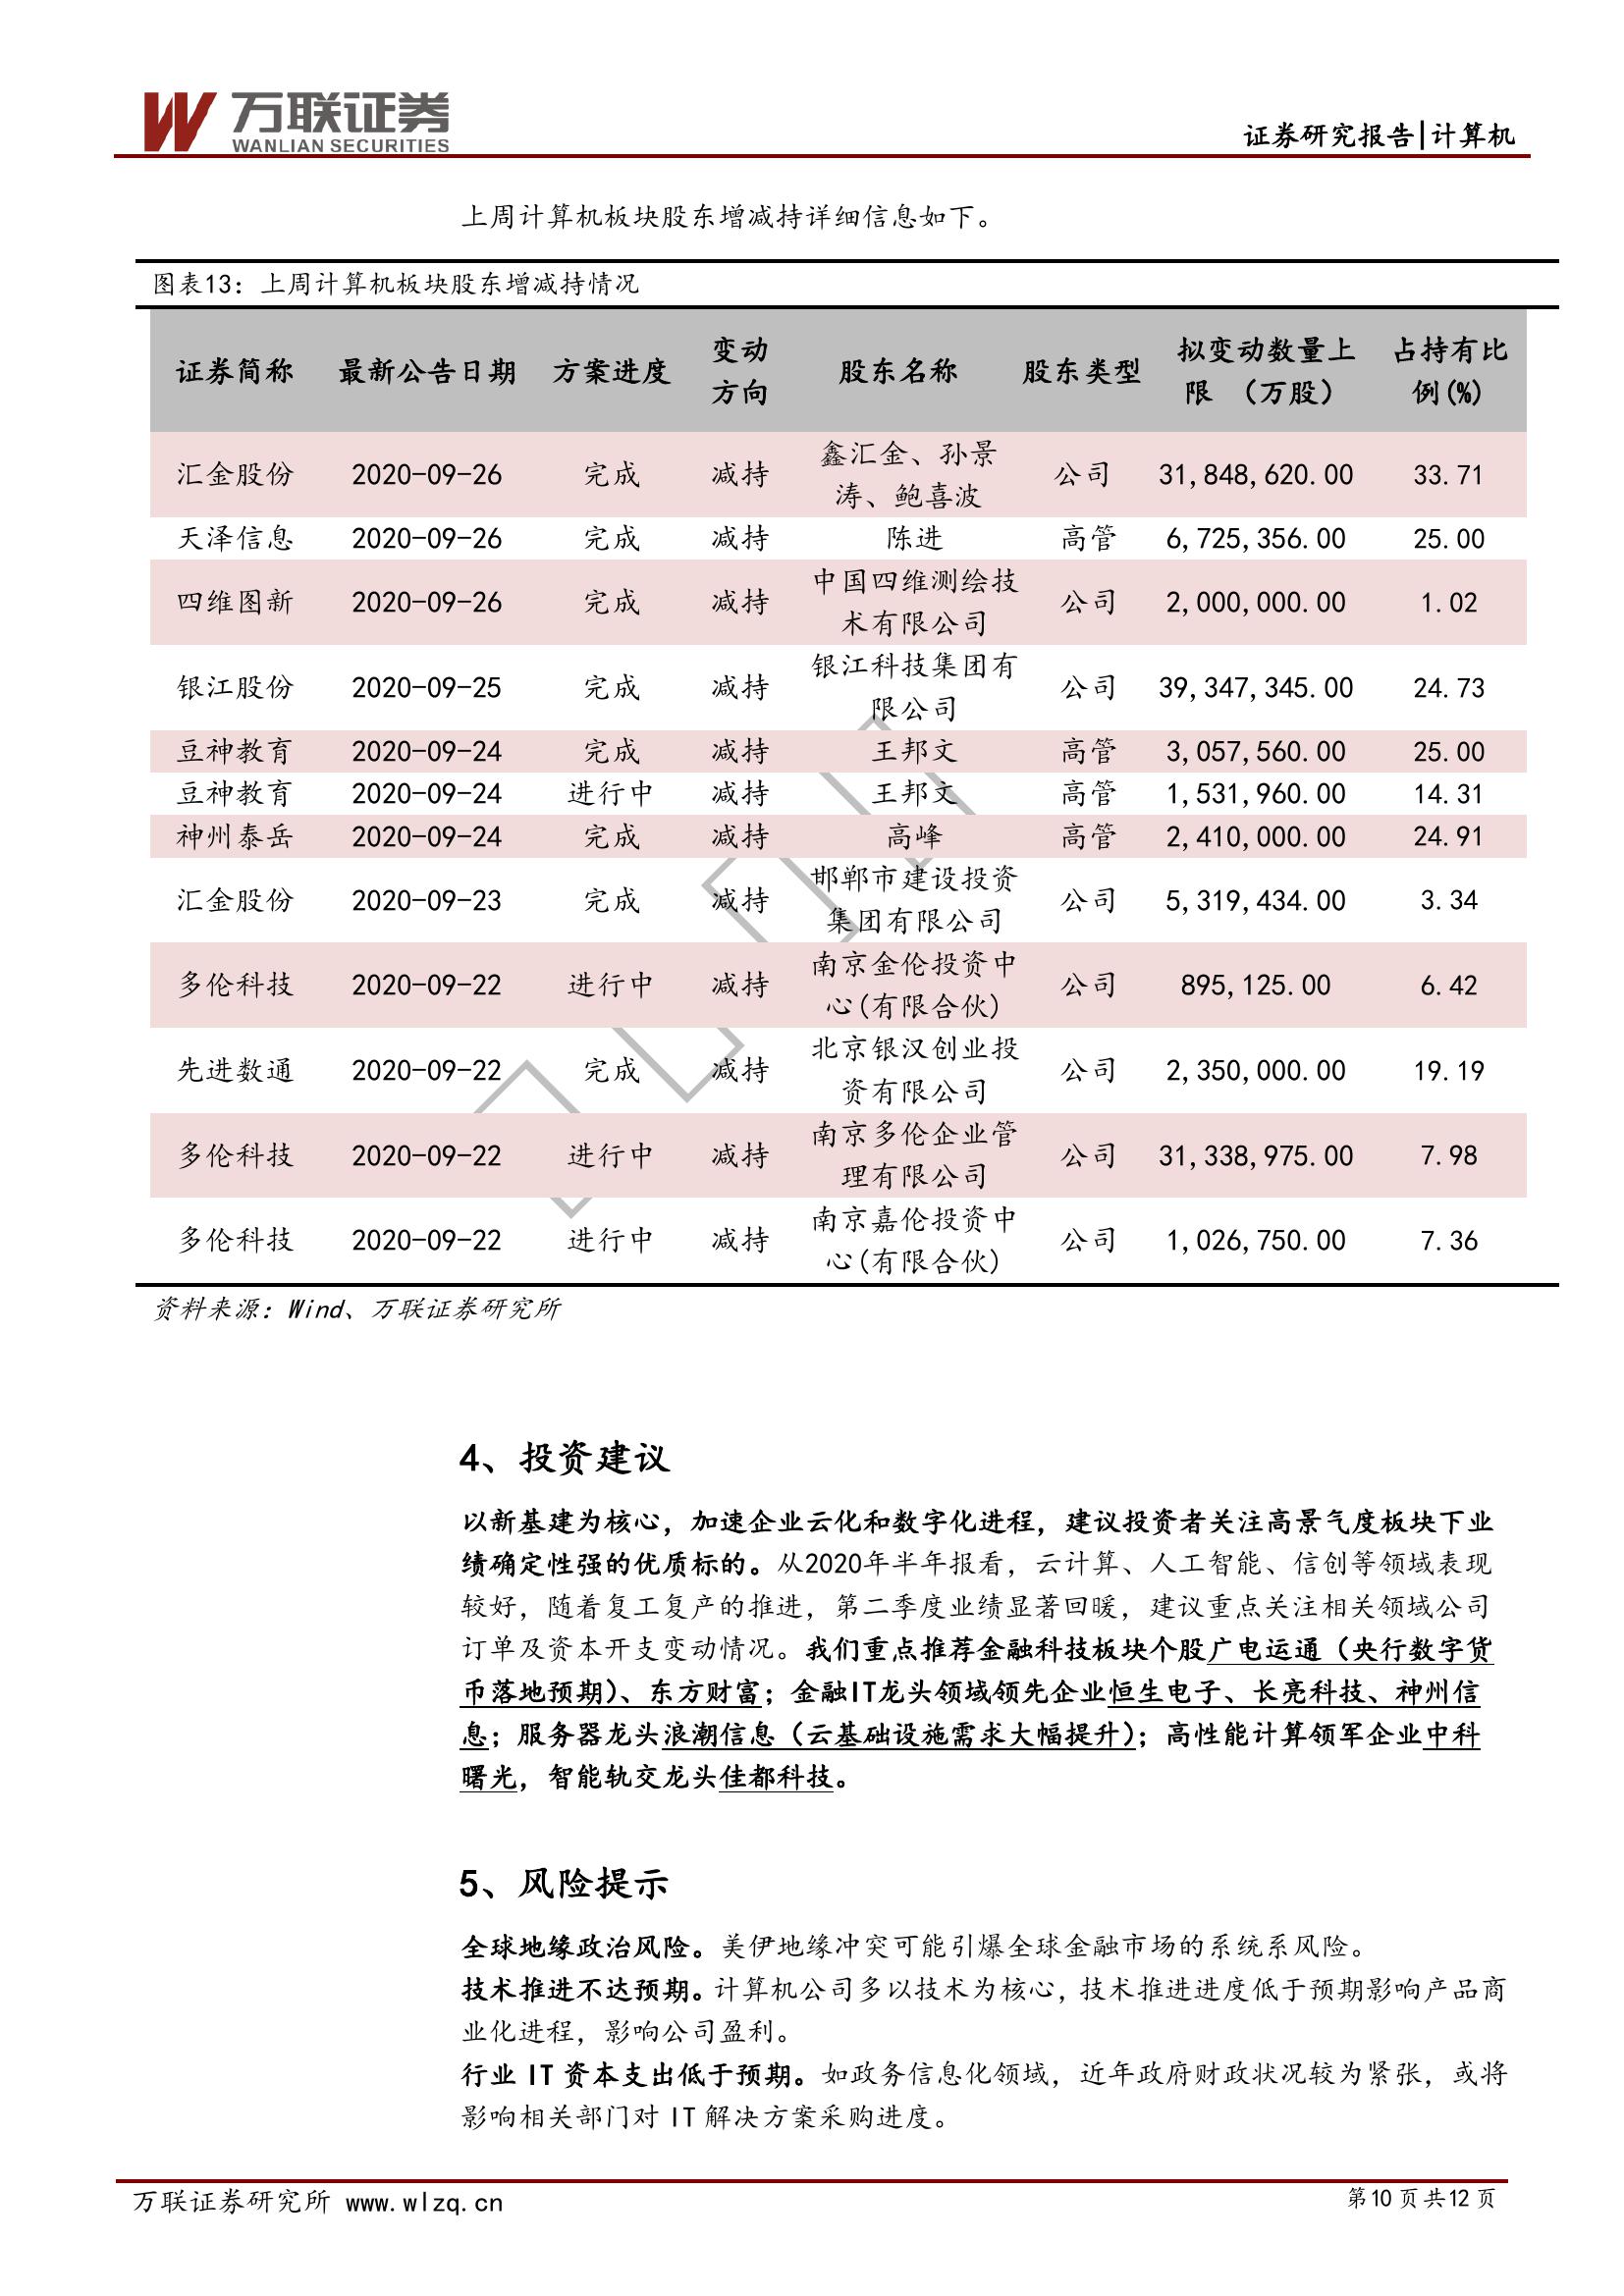 万联证券
WANLIAN SECURITIES
证券研究报告|计算机
上周计算机板块股东增减持详细信息如下。
图表13：上周计算机板块股东增减持情况
证券简称 最新公告日期 方案进度 变动方向 股东名称 股东类型 拟变动数量上限 （万股） 占持有比例(%)
汇金股份 2020-09-26 完成 减持 鑫汇金、孙景涛、鲍喜波 公司 31,848,620.00 33.71
天泽信息 2020-09-26 完成 减持 陈进 高管 6,725,356.00 25.00
四维图新 2020-09-26 完成 减持 中国四维测绘技术有限公司 公司 2,000,000.00 1.02
银江股份 2020-09-25 完成 减持 银江科技集团有限公司 公司 39,347,345.00 24.73
豆神教育 2020-09-24 完成 减持 王邦文 高管 3,057,560.00 25.00
豆神教育 2020-09-24 进行中 减持 王邦文 高管 1,531,960.00 14.31
神州泰岳 2020-09-24 完成 减持 高峰 高管 2,410,000.00 24.91
汇金股份 2020-09-23 完成 减持 邯郸市建设投资集团有限公司 公司 5,319,434.00 3.34
多伦科技 2020-09-22 进行中 减持 南京金伦投资中心(有限合伙) 公司 895,125.00 6.42
先进数通 2020-09-22 完成 减持 北京银汉创业投资有限公司 公司 2,350,000.00 19.19
多伦科技 2020-09-22 进行中 减持 南京多伦企业管理有限公司 公司 31,338,975.00 7.98
多伦科技 2020-09-22 进行中 减持 南京嘉伦投资中心(有限合伙) 公司 1,026,750.00 7.36
资料来源：Wind、万联证券研究所
4、投资建议
以新基建为核心，加速企业云化和数字化进程，建议投资者关注高景气度板块下业
绩确定性强的优质标的。从2020年半年报看，云计算、人工智能、信创等领域表现
较好，随着复工复产的推进，第二季度业绩显著回暖，建议重点关注相关领域公司
订单及资本开支变动情况。我们重点推荐金融科技板块个股广电运通（央行数字货
币落地预期）、东方财富；金融IT龙头领域领先企业恒生电子、长亮科技、神州信
息；服务器龙头浪潮信息（云基础设施需求大幅提升）；高性能计算领军企业中科
曙光，智能轨交龙头佳都科技。
5、风险提示
全球地缘政治风险。美伊地缘冲突可能引爆全球金融市场的系统系风险。
技术推进不达预期。计算机公司多以技术为核心，技术推进进度低于预期影响产品商
业化进程，影响公司盈利。
行业 IT 资本支出低于预期。如政务信息化领域，近年政府财政状况较为紧张，或将
影响相关部门对 IT 解决方案采购进度。
万联证券研究所 www.wlzq.cn 第10页共12页